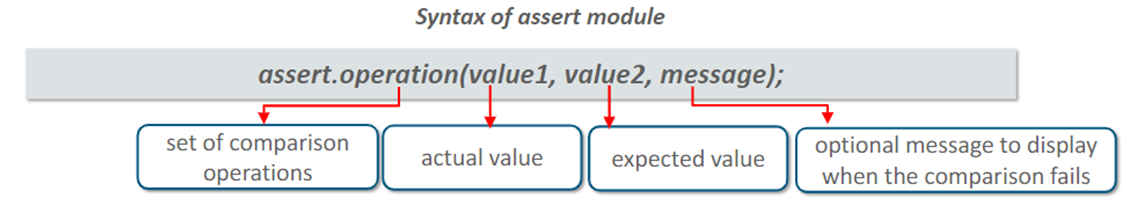 Syntax of assert module
assert.operation(value1, value2, message);
set of comparison
operations
actual value
expected value
optional message to display
when the comparison fails